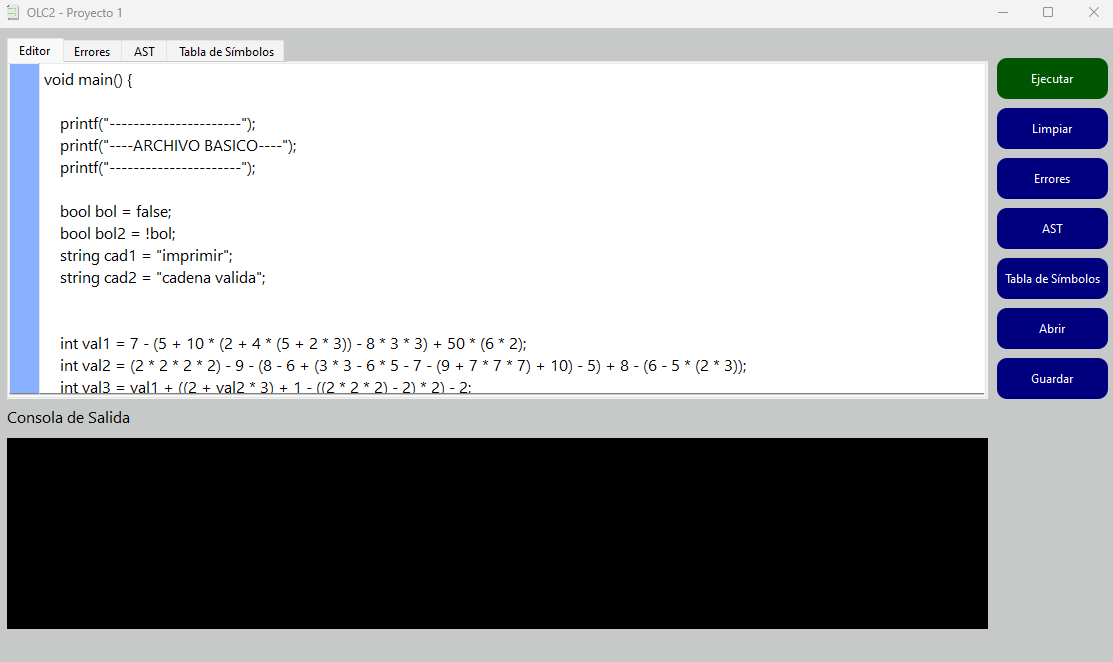 OLC2 - Proyecto 1
Editor Errores AST Tabla de Símbolos
void main() {
printf("----------------------");
printf("----ARCHIVO BASICO----");
printf("----------------------");
bool bol = false;
bool bol2 = !bol;
string cad1 = "imprimir";
string cad2 = "cadena valida";
int val1 = 7 - (5 + 10 * (2 + 4 * (5 + 2 * 3)) - 8 * 3 * 3) + 50 * (6 * 2);
int val2 = (2 * 2 * 2 * 2) - 9 - (8 - 6 + (3 * 3 - 6 * 5 - 7 - (9 + 7 * 7 * 7) + 10) - 5) + 8 - (6 - 5 * (2 * 3));
int val3 = val1 + ((2 + val2 * 3) + 1 - ((2 * 2 * 2) - 2) * 2) - 2;
Ejecutar
Limpiar
Errores
AST
Tabla de Símbolos
Abrir
Guardar
Consola de Salida